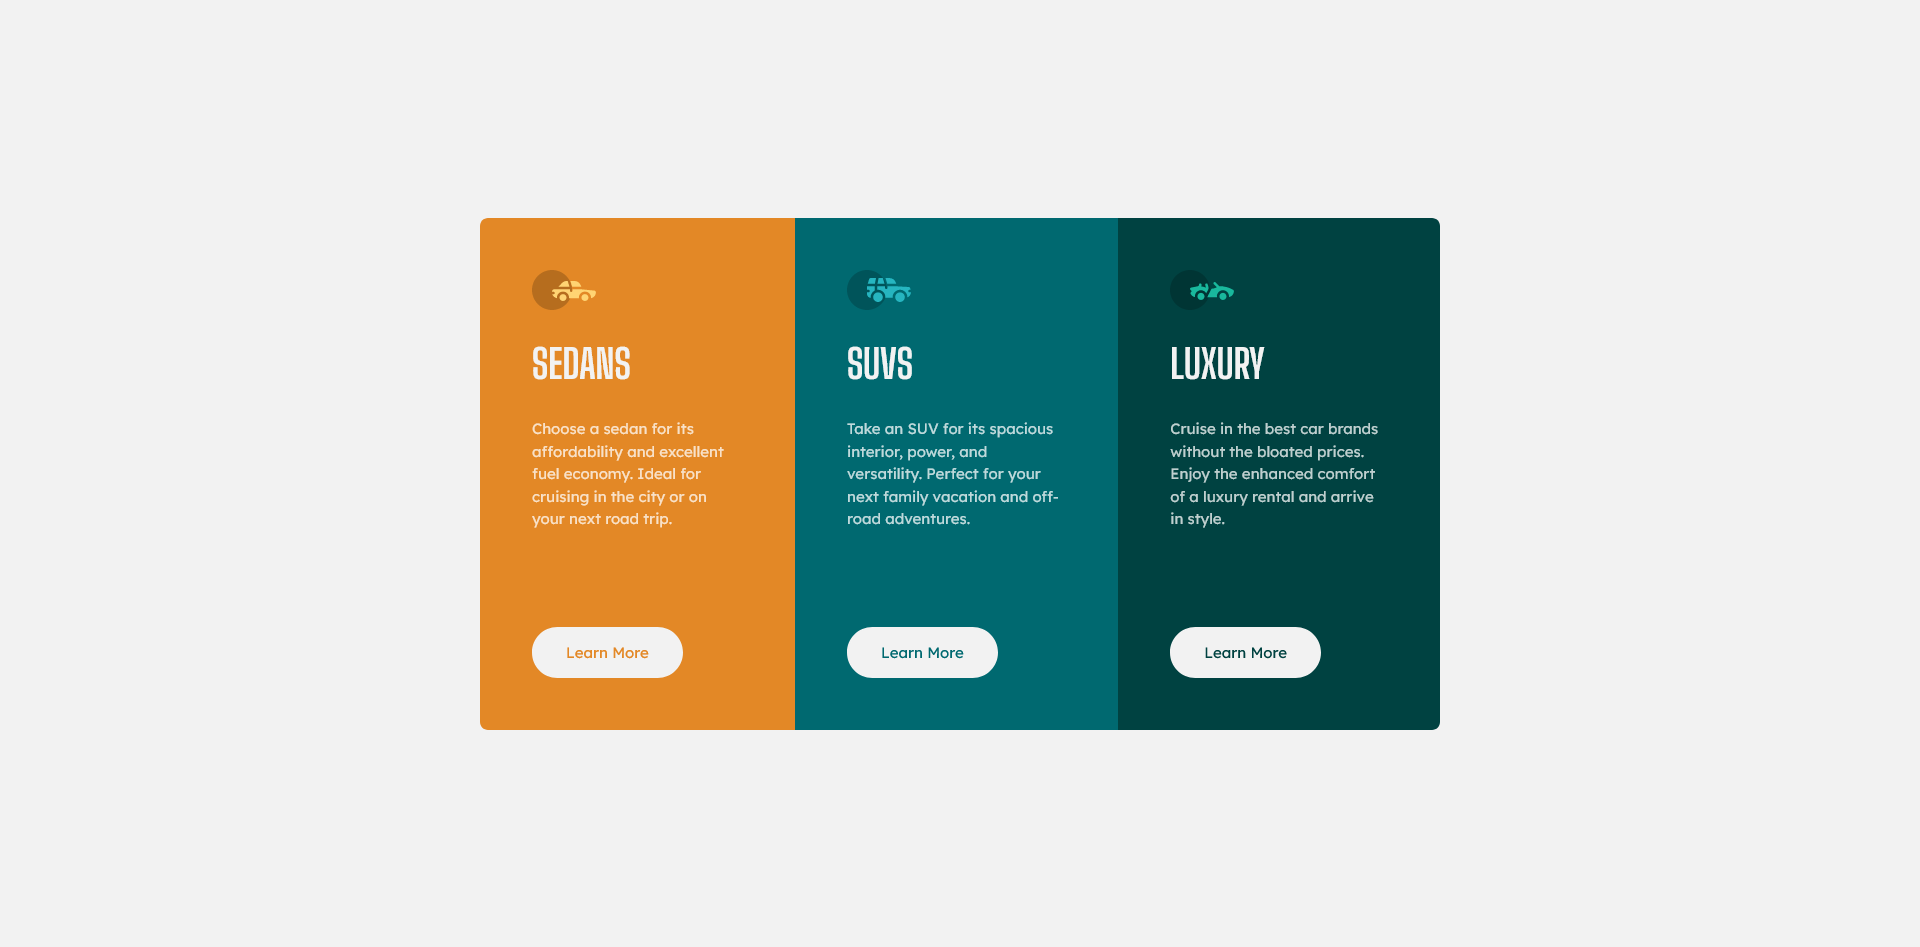 SEDANS
Choose a sedan for its
affordability and excellent
fuel economy. Ideal for
cruising in the city or on
your next road trip.
Learn More
SUVS
Take an SUV for its spacious
interior, power, and
versatility. Perfect for your
next family vacation and off-
road adventures.
Learn More
LUXURY
Cruise in the best car brands
without the bloated prices.
Enjoy the enhanced comfort
of a luxury rental and arrive
in style.
Learn More